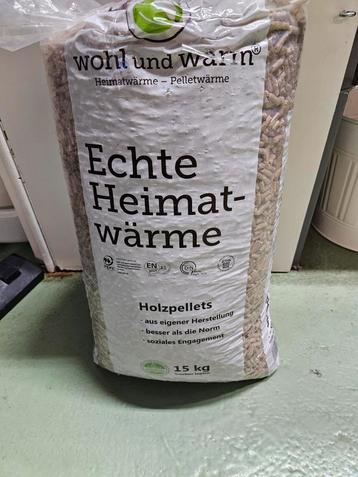 wohl und warm®
Heimatwärme – Pelletwärme
Echte
Heimat-
wärme
EN
Holzpellets
- aus eigener Herstellung
- besser als die Norm
- soziales Engagement
15 kg